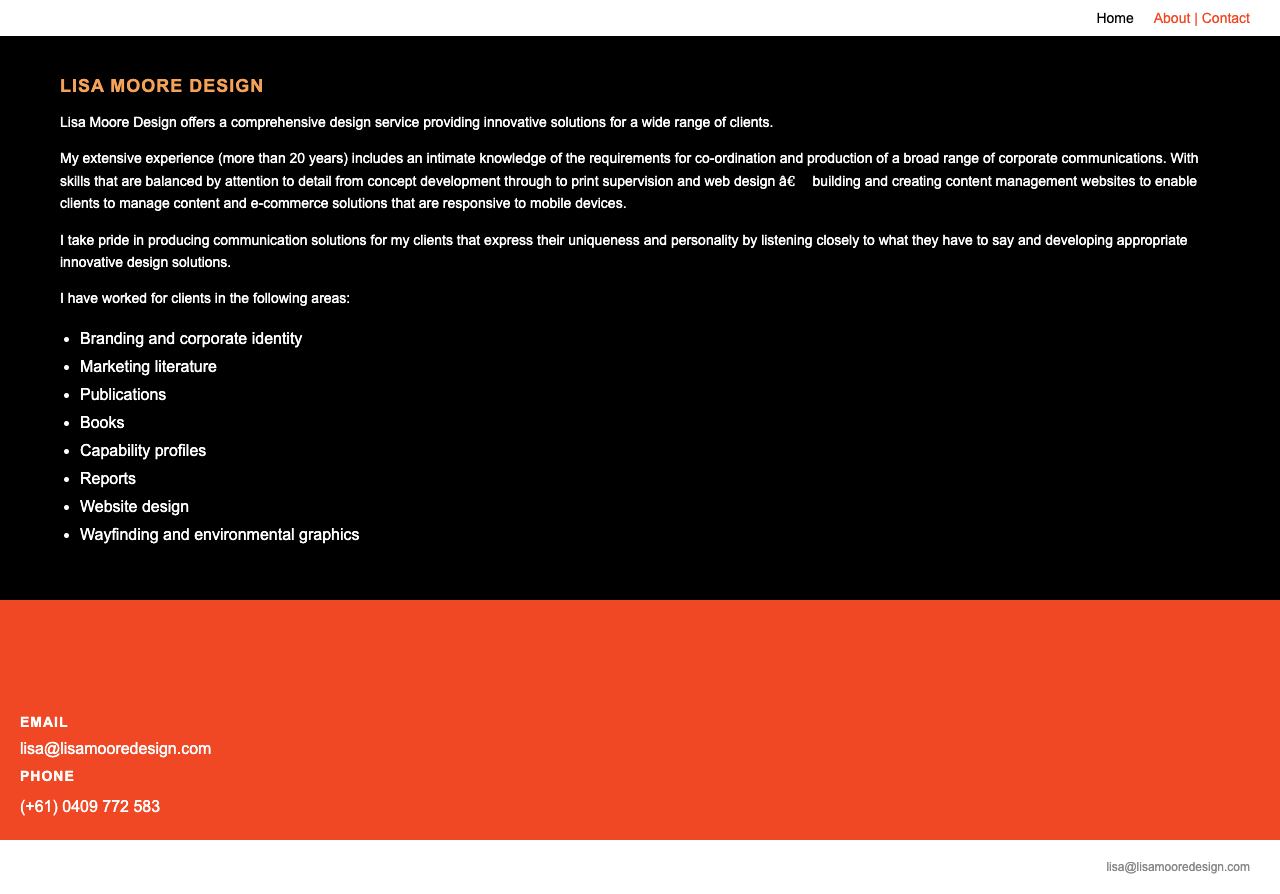 Home About | Contact
LISA MOORE DESIGN
Lisa Moore Design offers a comprehensive design service providing innovative solutions for a wide range of clients.
My extensive experience (more than 20 years) includes an intimate knowledge of the requirements for co-ordination and production of a broad range of corporate communications. With
skills that are balanced by attention to detail from concept development through to print supervision and web design â€ building and creating content management websites to enable
clients to manage content and e-commerce solutions that are responsive to mobile devices.
I take pride in producing communication solutions for my clients that express their uniqueness and personality by listening closely to what they have to say and developing appropriate
innovative design solutions.
I have worked for clients in the following areas:
• Branding and corporate identity
• Marketing literature
• Publications
• Books
• Capability profiles
• Reports
• Website design
• Wayfinding and environmental graphics
EMAIL
lisa@lisamooredesign.com
PHONE
(+61) 0409 772 583
lisa@lisamooredesign.com